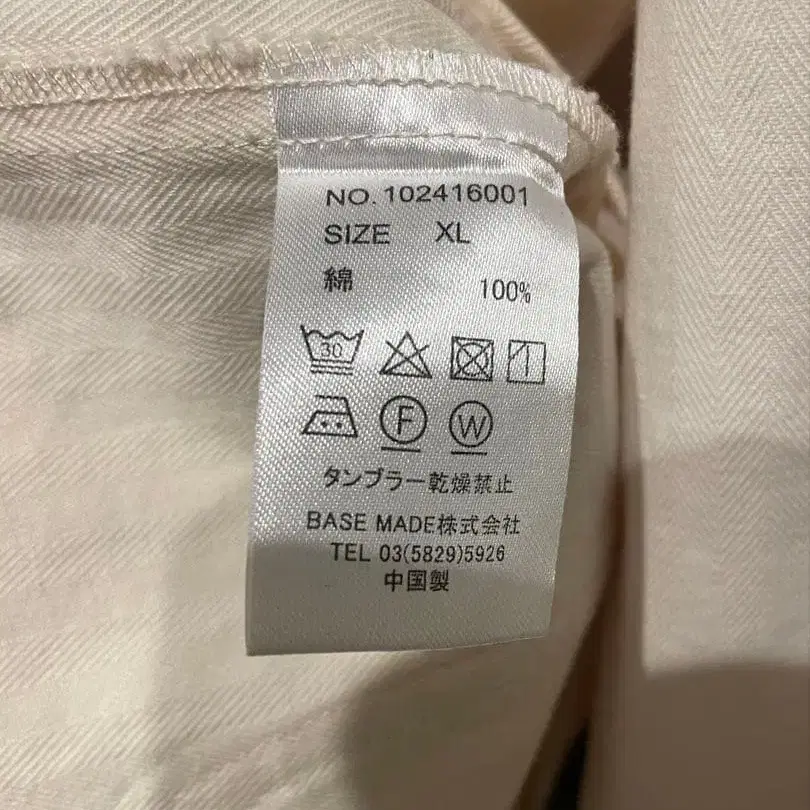 NO. 102416001
SIZE XL
綿 100%
30
F W
タンブラー乾燥禁止
BASE MADE株式会社
TEL 03(5829)5926
中国製